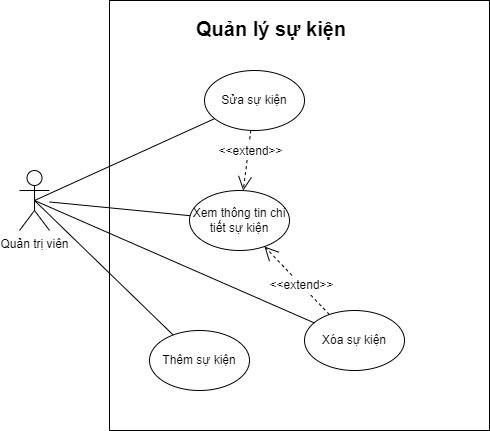 Quản lý sự kiện
Sửa sự kiện
<<extend>>
Xem thông tin chi
tiết sự kiện
Quản trị viên
<<extend>>
Xóa sự kiện
Thêm sự kiện